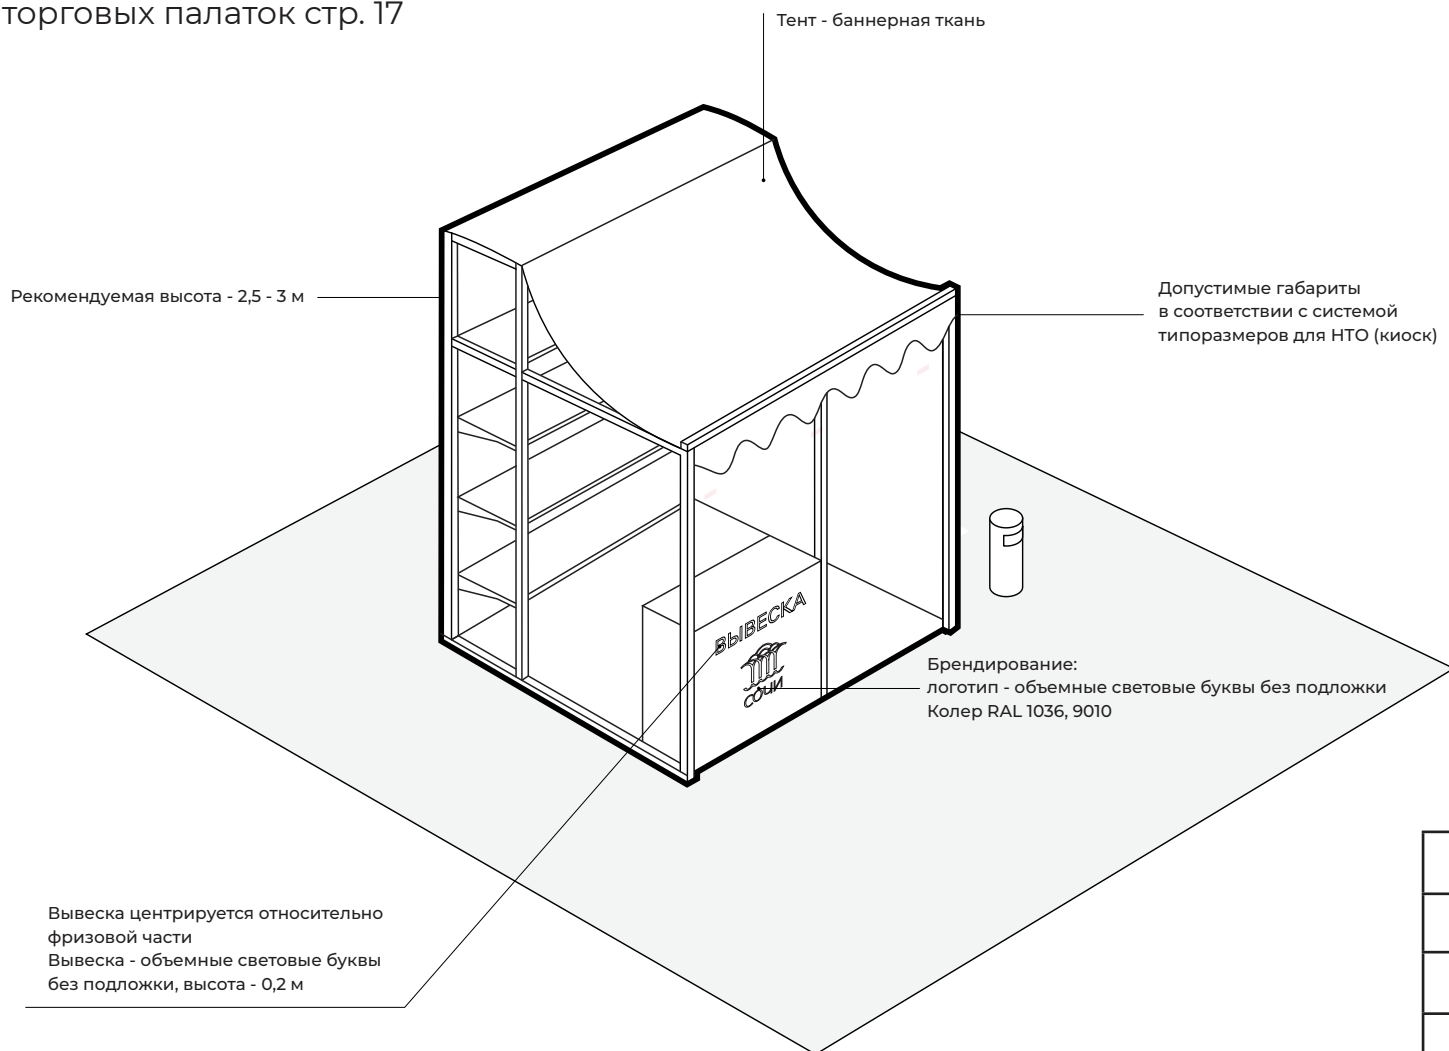 торговых палаток стр. 17
Тент - баннерная ткань
Рекомендуемая высота - 2,5 - 3 м
Допустимые габариты
в соответствии с системой
типоразмеров для НТО (киоск)
ВЫВЕСКА
СОЧИ
Брендирование:
логотип - объемные световые буквы без подложки
Колер RAL 1036, 9010
Вывеска центрируется относительно
фризовой части
Вывеска - объемные световые буквы
без подложки, высота - 0,2 м